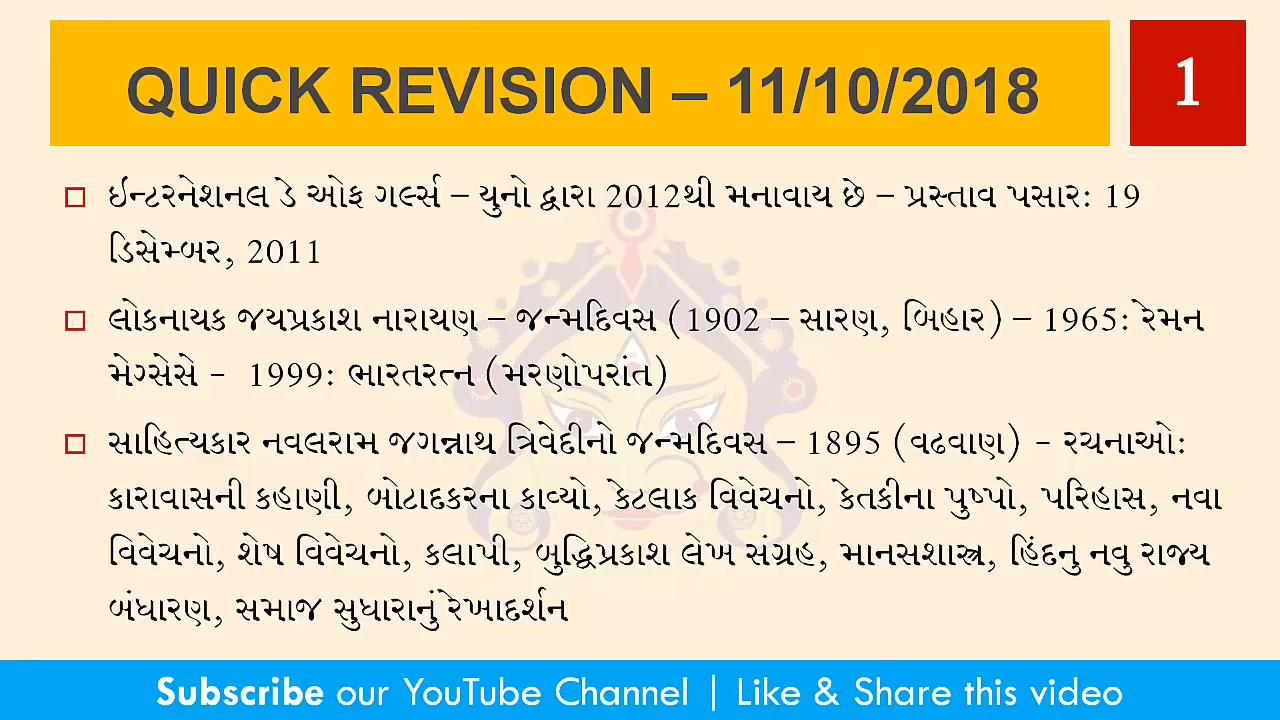 QUICK REVISION – 11/10/2018
1
ઈન્ટરનેશનલ ડે ઓફ ગર્લ્સ – યુનો દ્વારા 2012થી મનાવાય છે – પ્રસ્તાવ પસાર: 19
ડિસેમ્બર, 2011
લોકનાયક જયપ્રકાશ નારાયણ – જન્મદિવસ (1902 – સારણ, બિહાર) – 1965: રેમન
મેગ્સેસે - 1999: ભારતરત્ન (મરણોપરાંત)
સાહિત્યકાર નવલરામ જગન્નાથ ત્રિવેદીનો જન્મદિવસ – 1895 (વઢવાણ) - રચનાઓ:
કારાવાસની કહાણી, બોટાદકરના કાવ્યો, કેટલાક વિવેચનો, કેતકીના પુષ્પો, પરિહાસ, નવા
વિવેચનો, શેષ વિવેચનો, કલાપી, બુદ્ધિપ્રકાશ લેખ સંગ્રહ, માનસશાસ્ત્ર, હિંદનુ નવુ રાજ્ય
બંધારણ, સમાજ સુધારાનું રેખાદર્શન
Subscribe our YouTube Channel | Like & Share this video